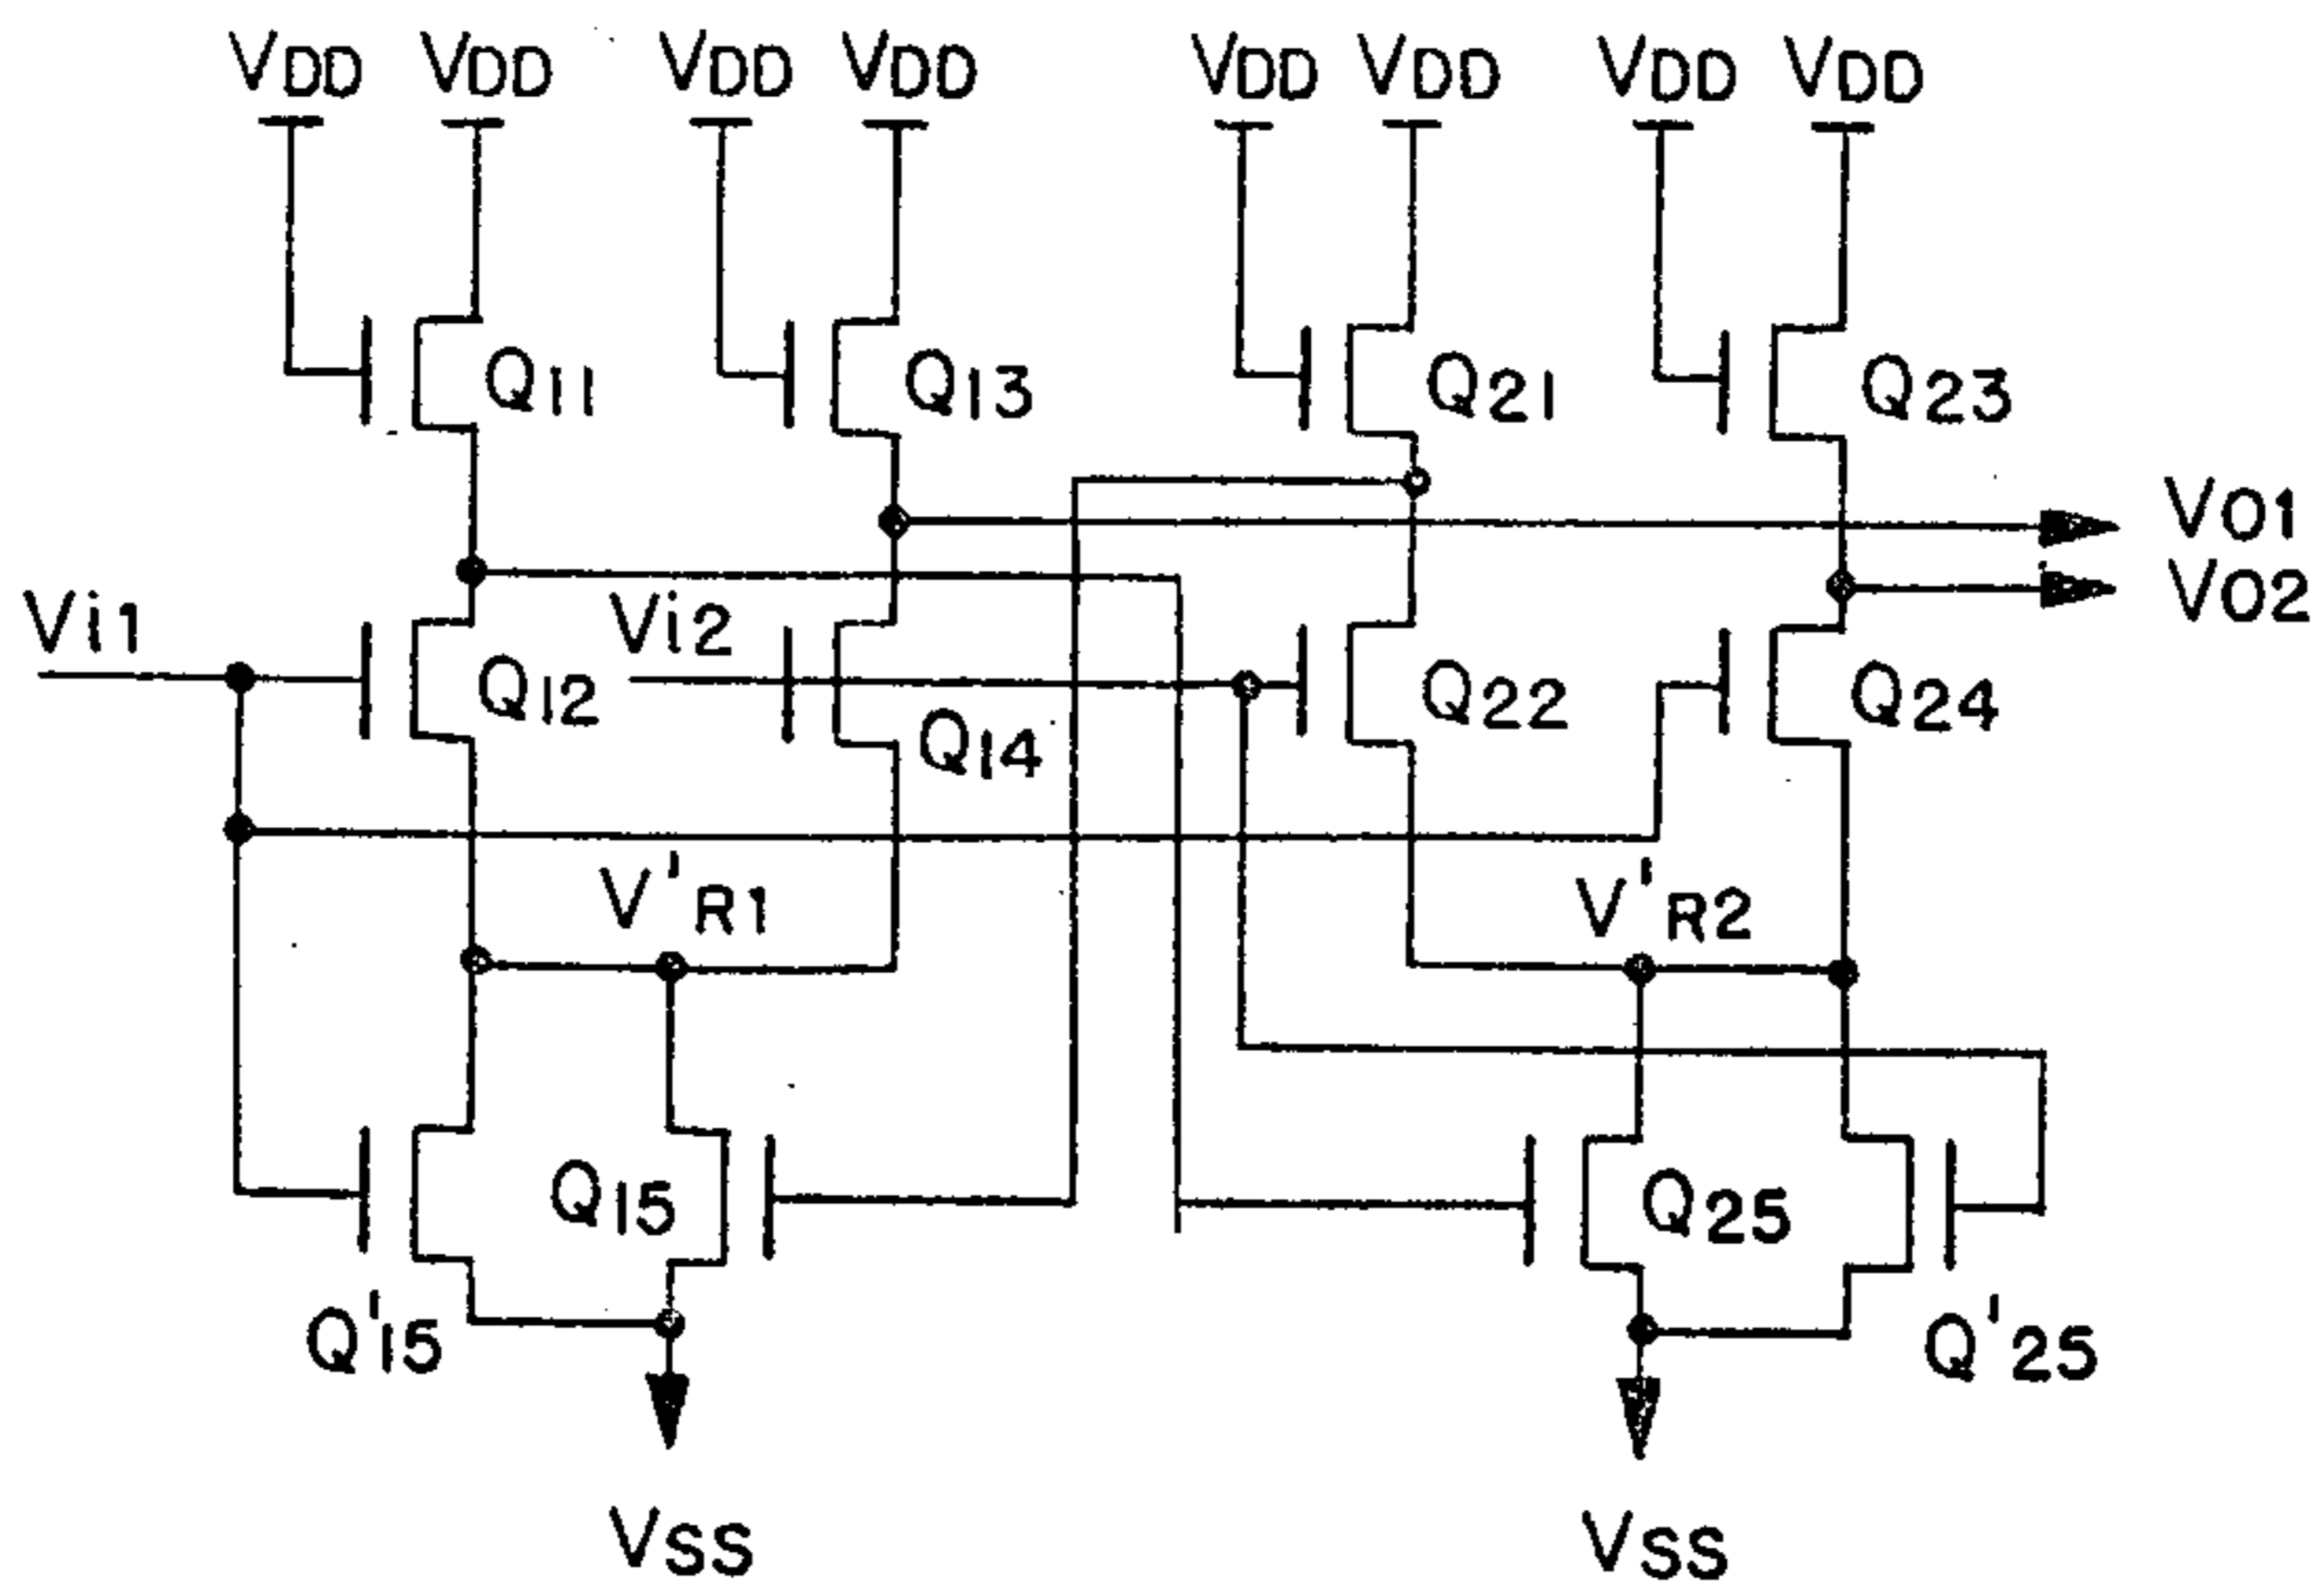 VDD VDD VDD VDD VDD VDD VDD VDD
Q11 Q13 Q21 Q23
VO1
Vi1 Vi2 VO2
Q12 Q14 Q22 Q24
V'R1 V'R2
Q15 Q25
Q'15 Q'25
VSS VSS